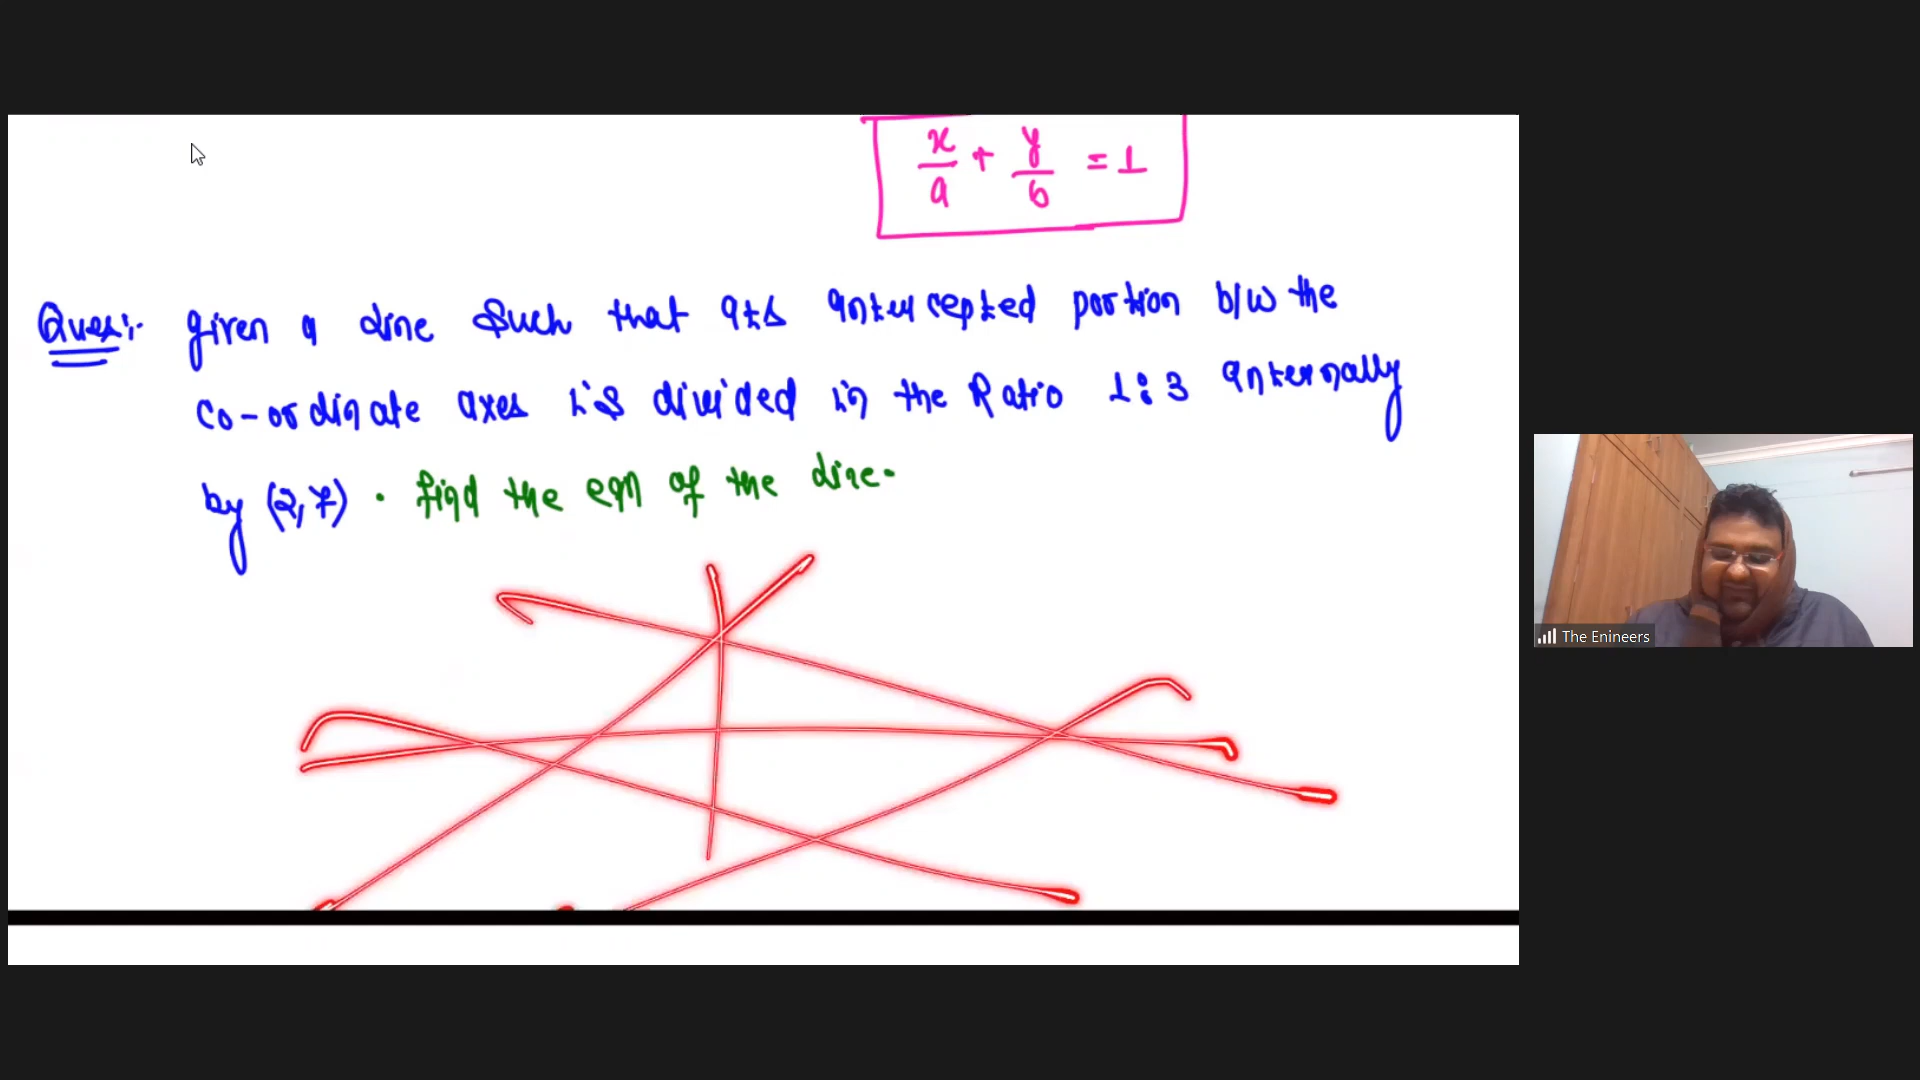 x/a + y/b = 1
Ques:- given a line such that its intercepted portion b/w the
co-ordinate axes is divided in the Ratio 1:3 internally
by (2,7). find the eqn of the line.
The Enineers